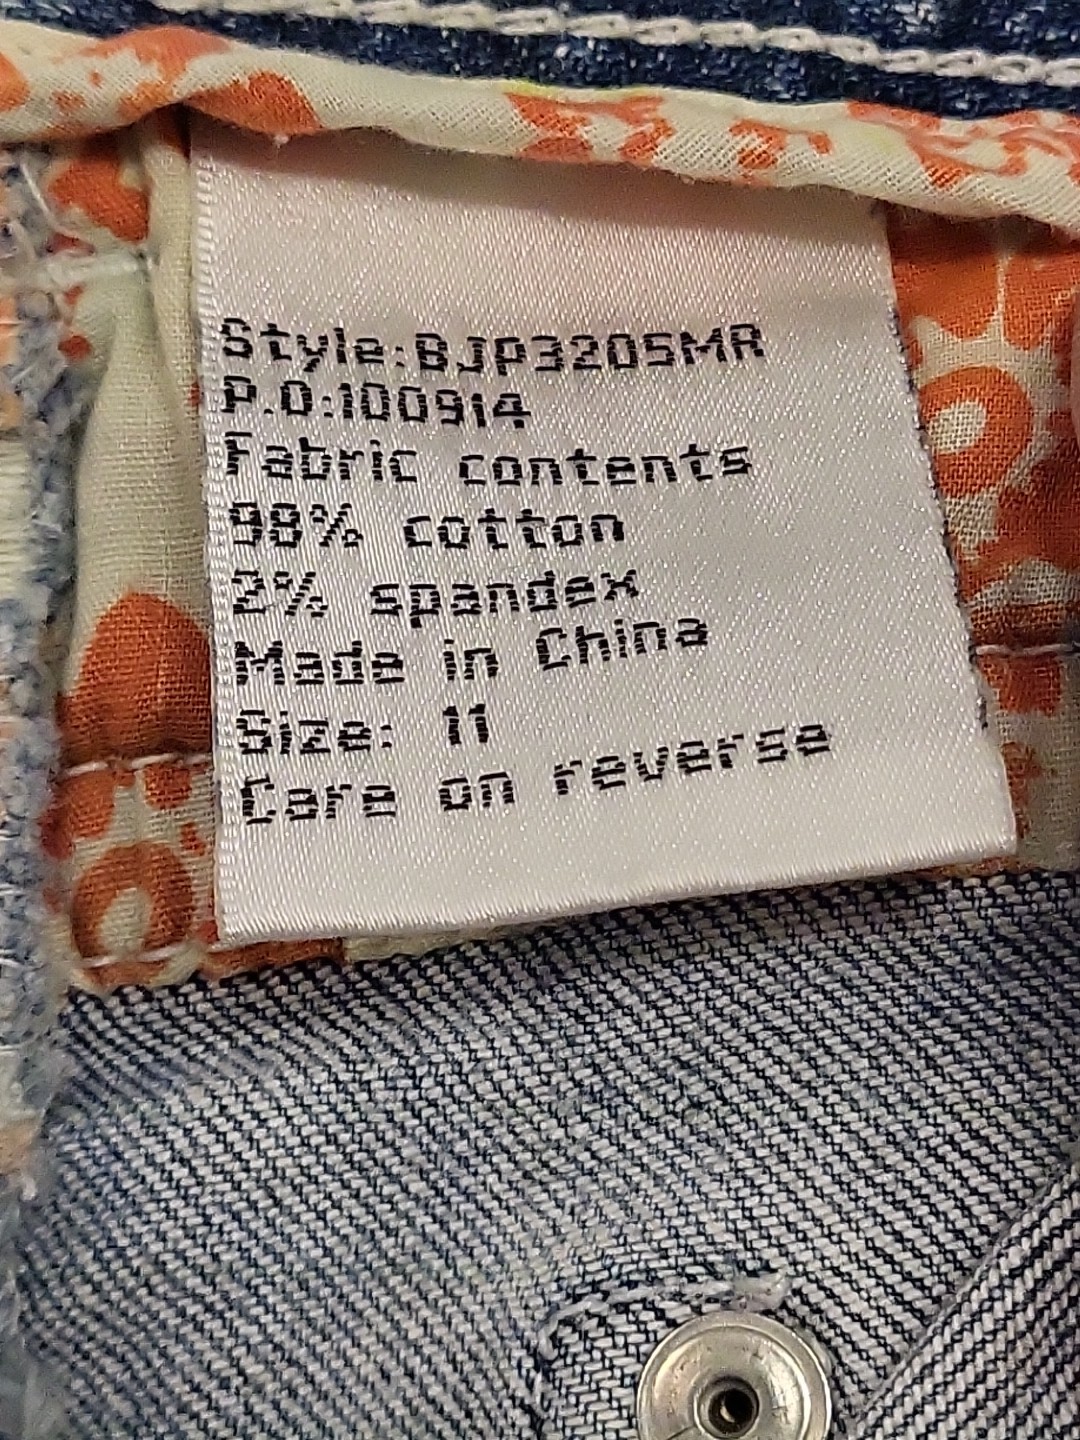 Style:BJP3205MR
P.O:100914
Fabric contents
98% cotton
2% spandex
Made in China
Size: 11
Care on reverse